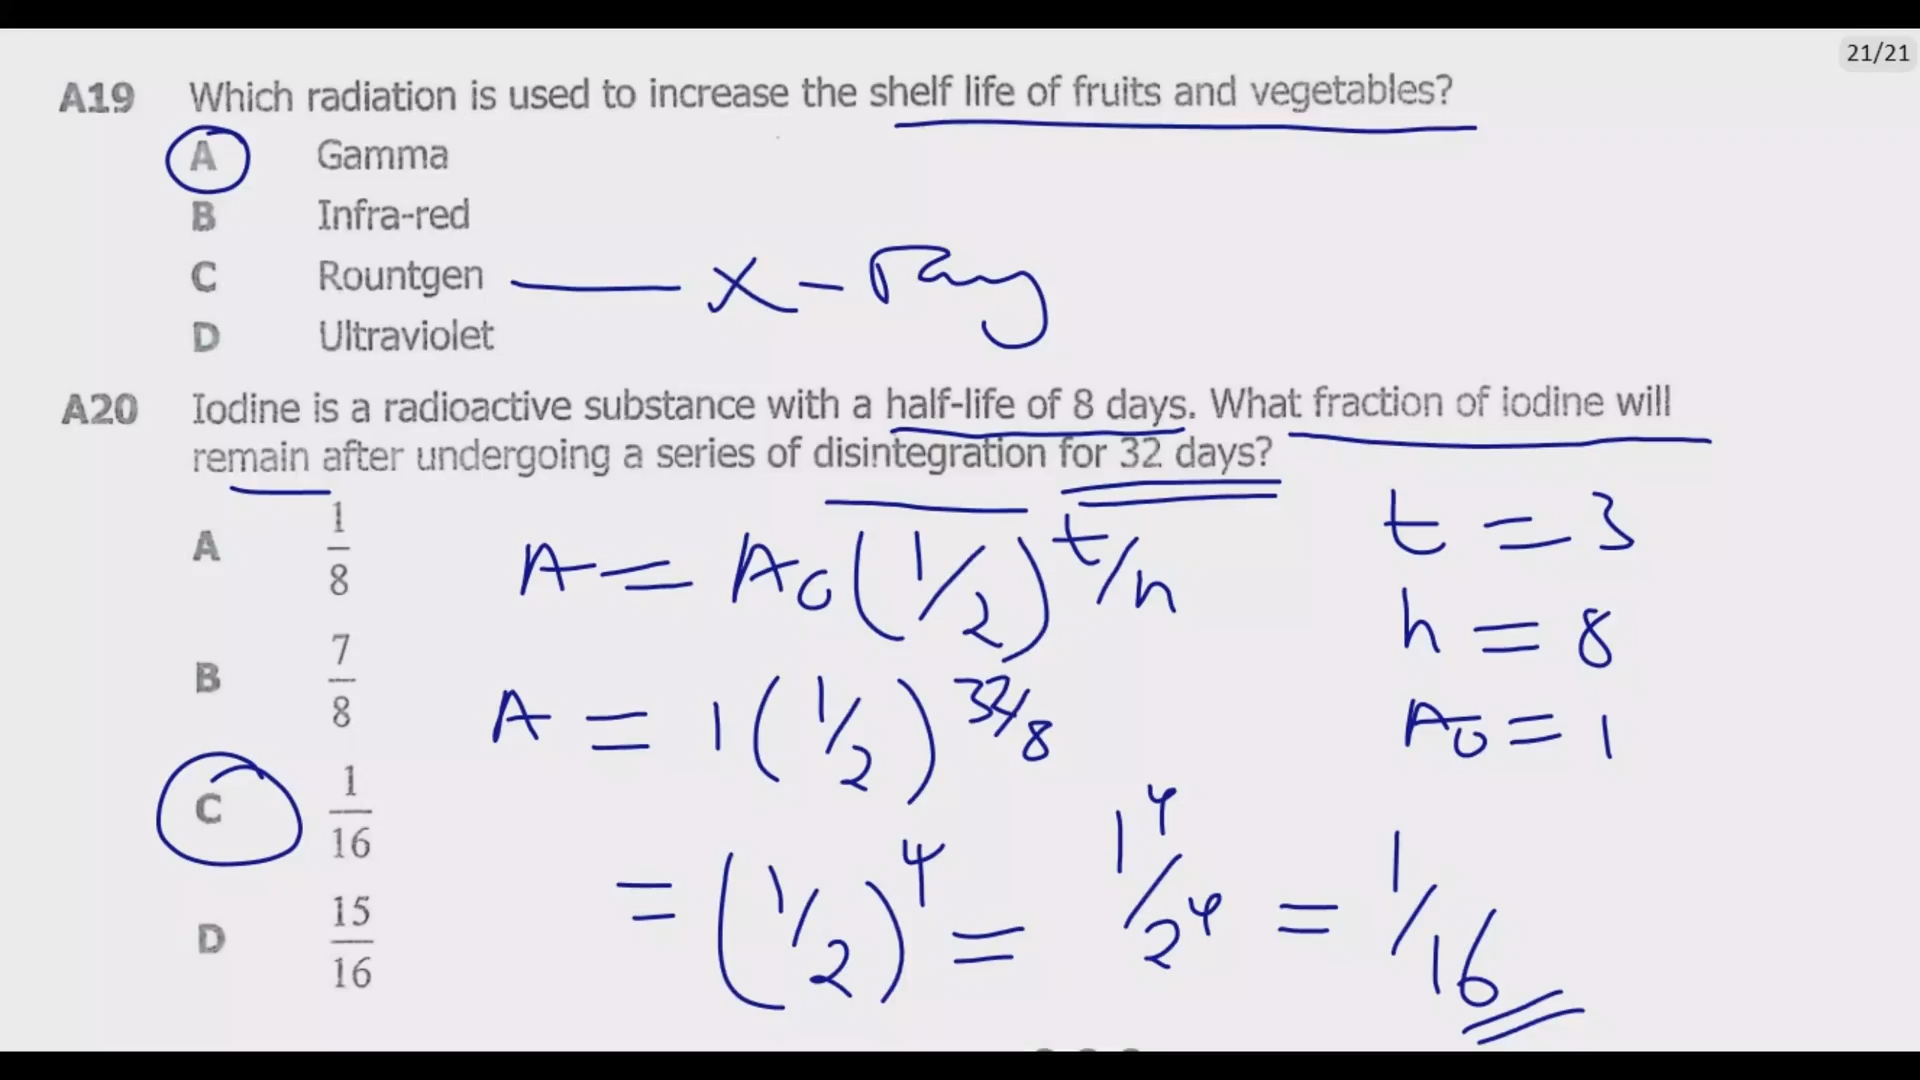 21/21
A19 Which radiation is used to increase the shelf life of fruits and vegetables?
A Gamma
B Infra-red
C Rountgen — X-ray
D Ultraviolet
A20 Iodine is a radioactive substance with a half-life of 8 days. What fraction of iodine will
remain after undergoing a series of disintegration for 32 days?
A 1/8
B 7/8
C 1/16
D 15/16
A = A₀(1/2)^t/h
A = 1(1/2)^32/8
= (1/2)^4 = 1^4/2^4 = 1/16
t = 3
h = 8
A₀ = 1